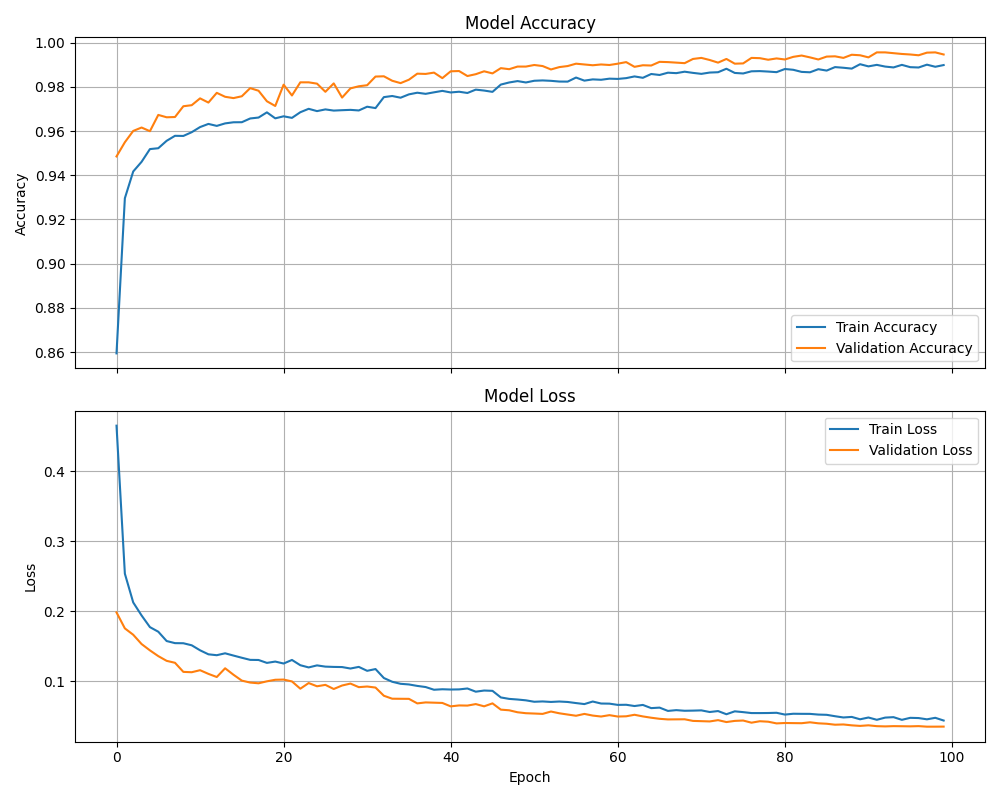 Model Accuracy
1.00
0.98
0.96
0.94
0.92
0.90
0.88
0.86
Accuracy
Train Accuracy
Validation Accuracy
Model Loss
0.4
0.3
0.2
0.1
Loss
Train Loss
Validation Loss
0 20 40 60 80 100
Epoch